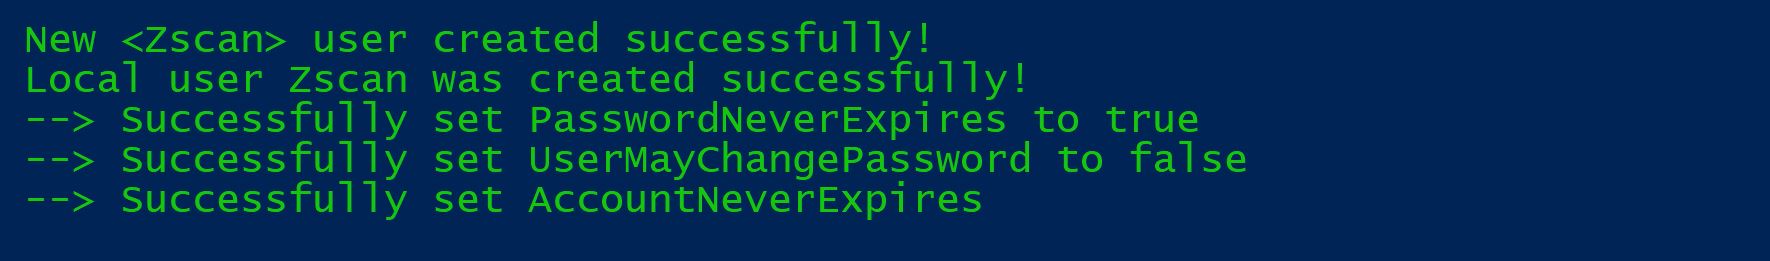 New <Zscan> user created successfully!
Local user Zscan was created successfully!
--> Successfully set PasswordNeverExpires to true
--> Successfully set UserMayChangePassword to false
--> Successfully set AccountNeverExpires